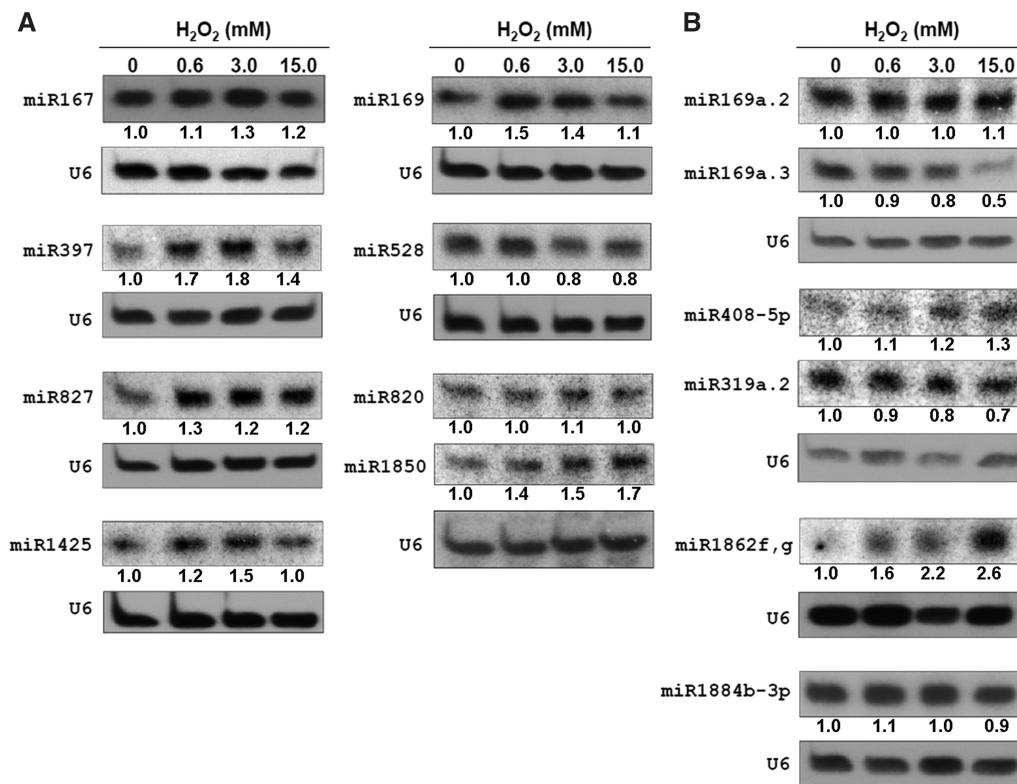 A
H2O2 (mM)
0 0.6 3.0 15.0
miR167
1.0 1.1 1.3 1.2
U6
miR397
1.0 1.7 1.8 1.4
U6
miR827
1.0 1.3 1.2 1.2
U6
miR1425
1.0 1.2 1.5 1.0
U6
H2O2 (mM)
0 0.6 3.0 15.0
miR169
1.0 1.5 1.4 1.1
U6
miR528
1.0 1.0 0.8 0.8
U6
miR820
1.0 1.0 1.1 1.0
miR1850
1.0 1.4 1.5 1.7
U6
B
H2O2 (mM)
0 0.6 3.0 15.0
miR169a.2
1.0 1.0 1.0 1.1
miR169a.3
1.0 0.9 0.8 0.5
U6
miR408-5p
1.0 1.1 1.2 1.3
miR319a.2
1.0 0.9 0.8 0.7
U6
miR1862f,g
1.0 1.6 2.2 2.6
U6
miR1884b-3p
1.0 1.1 1.0 0.9
U6